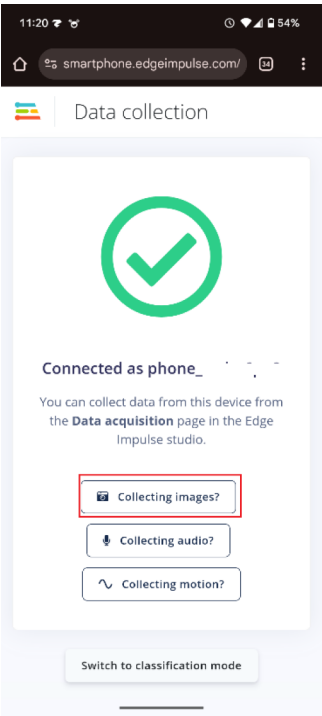 11:20 54%
smartphone.edgeimpulse.com/ 34
Data collection
Connected as phone_
You can collect data from this device from
the Data acquisition page in the Edge
Impulse studio.
Collecting images?
Collecting audio?
Collecting motion?
Switch to classification mode